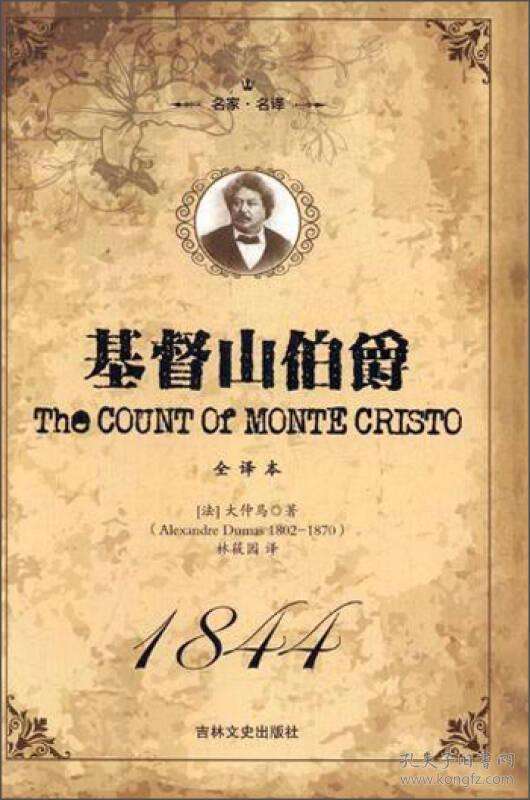 名家·名译
基督山伯爵
The COUNT Of MONTE CRISTO
全译本
[法]大仲马◎著
(Alexandre Dumas 1802-1870)
林筱园 译
1844
吉林文史出版社
孔夫子旧书网
www.kongfz.com